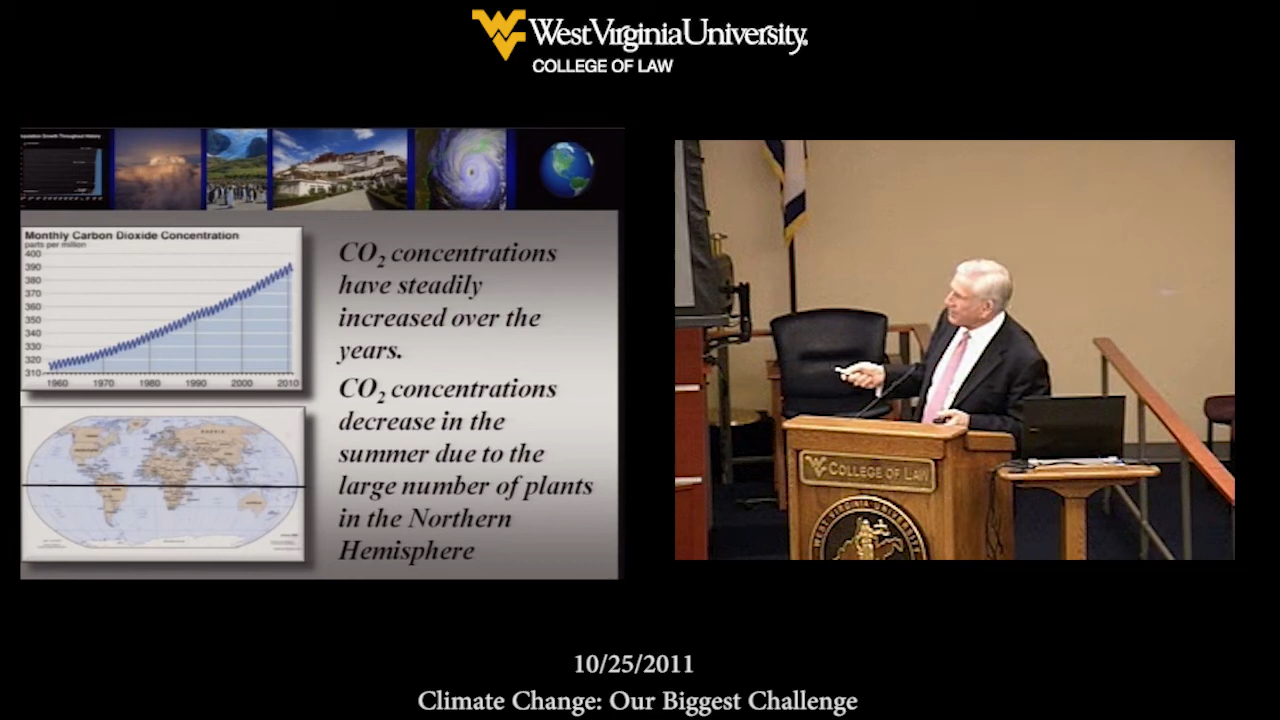 WestVirginiaUniversity.
COLLEGE OF LAW
Monthly Carbon Dioxide Concentration
parts per million
400
390
380
370
360
350
340
330
320
310
1960 1970 1980 1990 2000 2010
CO2 concentrations
have steadily
increased over the
years.
CO2 concentrations
decrease in the
summer due to the
large number of plants
in the Northern
Hemisphere
COLLEGE OF LAW
WEST VIRGINIA UNIVERSITY
10/25/2011
Climate Change: Our Biggest Challenge